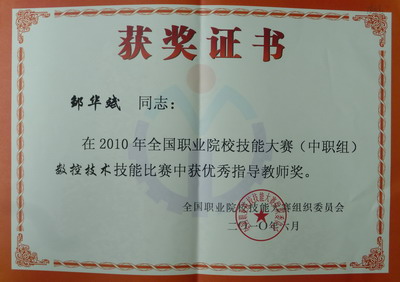 获奖证书
邹华斌 同志：
在2010年全国职业院校技能大赛（中职组）
数控技术技能比赛中获优秀指导教师奖。
全国职业院校技能大赛组织委员会
二〇一〇年六月